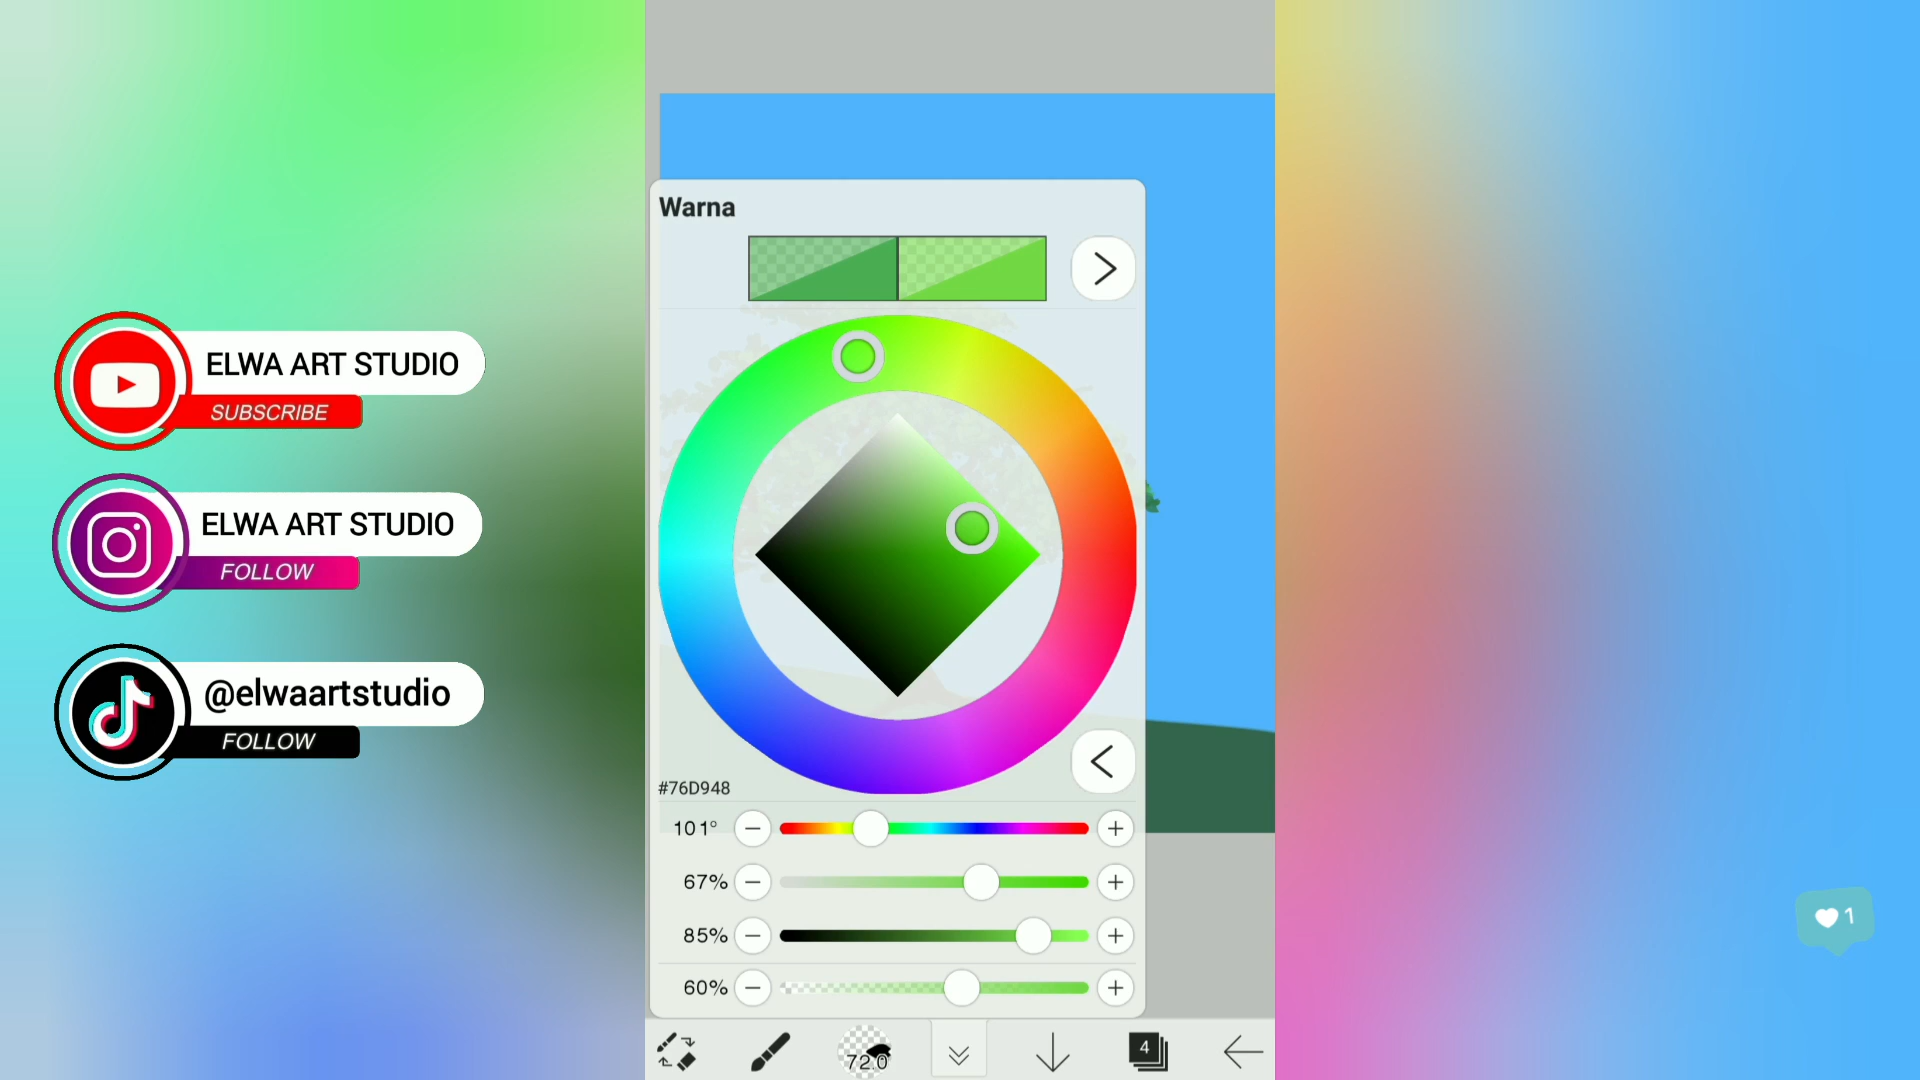 ELWA ART STUDIO
SUBSCRIBE
ELWA ART STUDIO
FOLLOW
@elwaartstudio
FOLLOW
Warna
#76D948
101°
67%
85%
60%
72.0
4
1